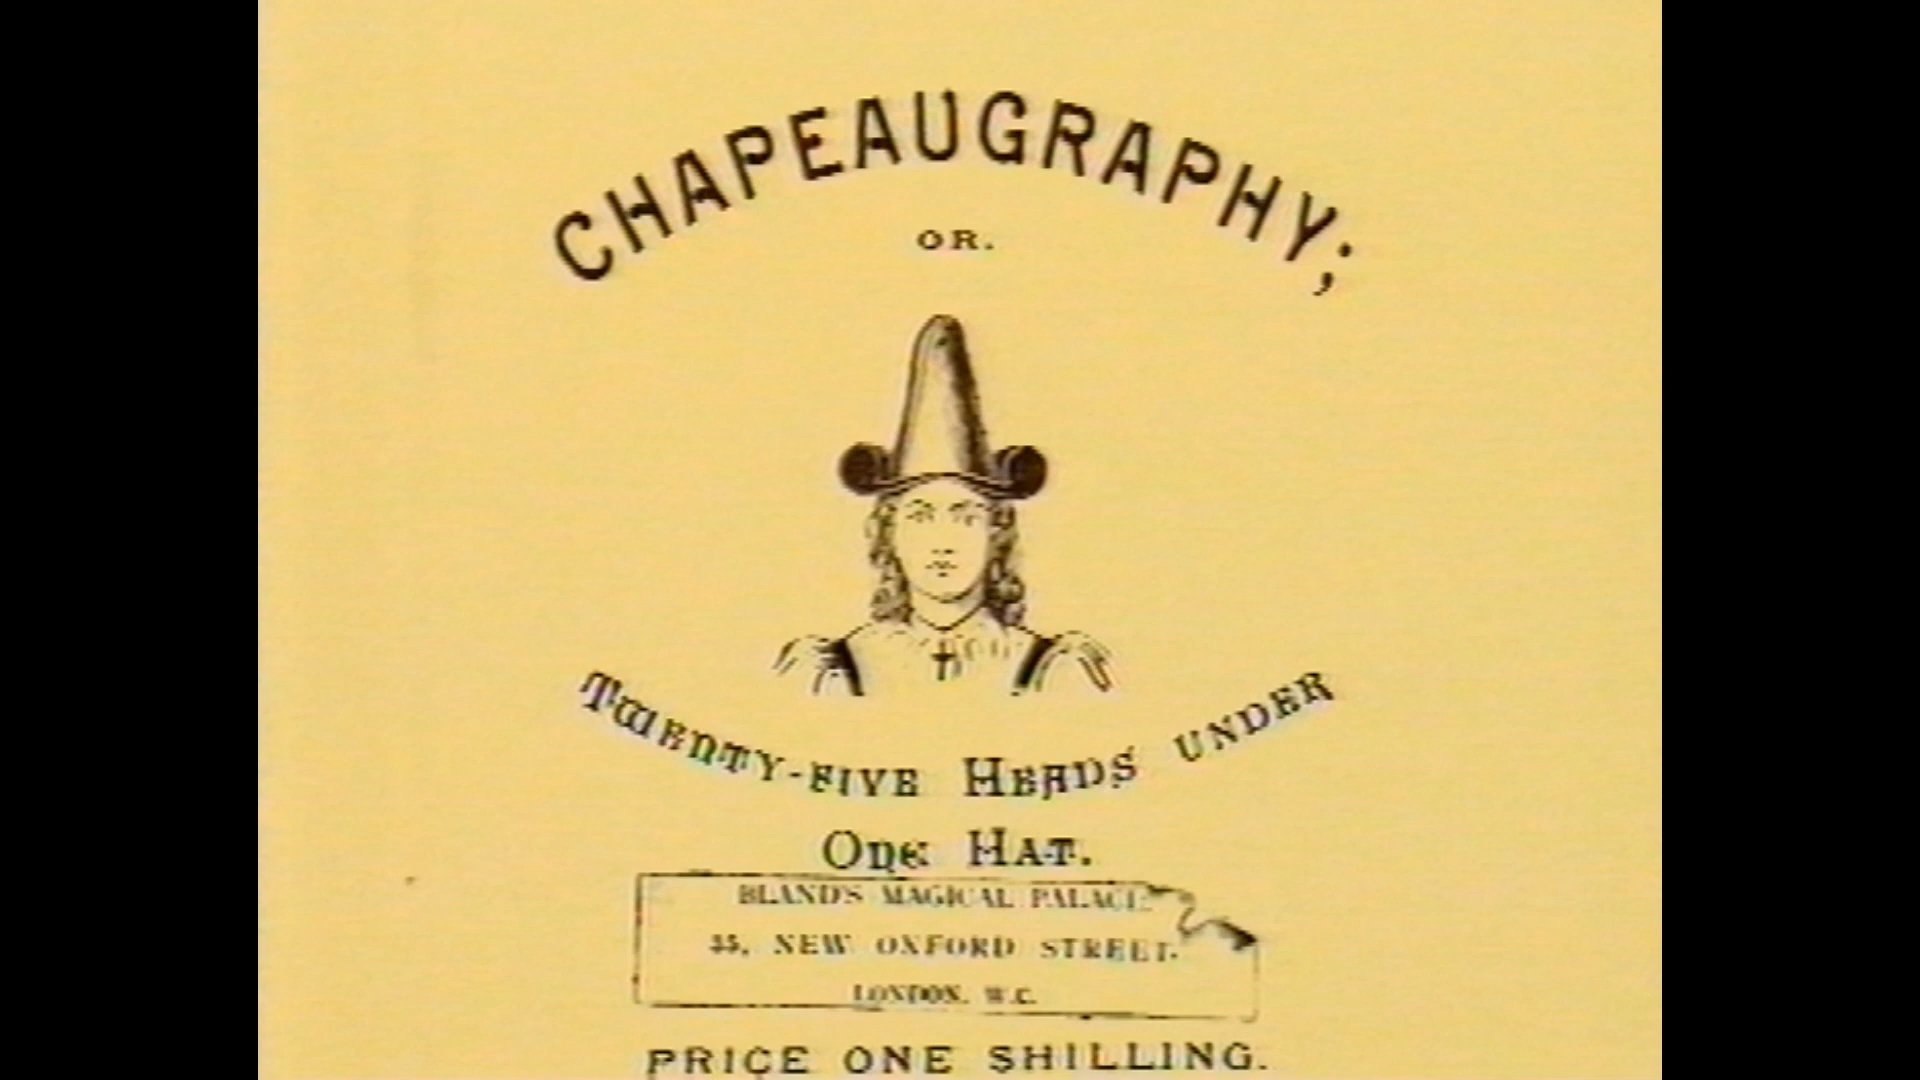 CHAPEAUGRAPHY;
OR.
TWENTY-FIVE HEADS UNDER
ONE HAT.
BLAND'S MAGICAL PALACE
35, NEW OXFORD STREET.
LONDON. W.C.
PRICE ONE SHILLING.